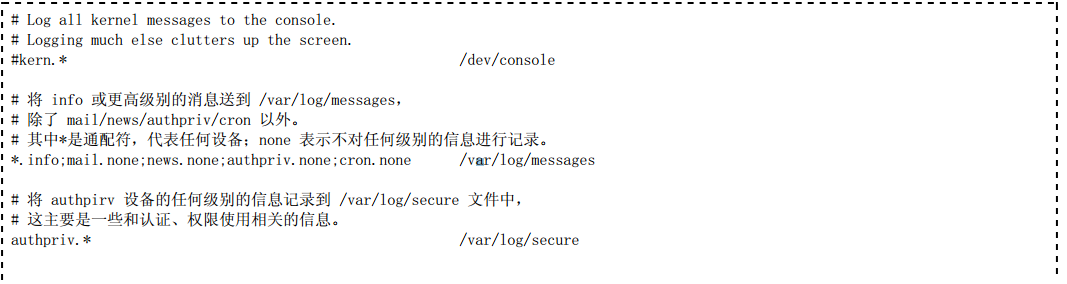 # Log all kernel messages to the console.
# Logging much else clutters up the screen.
#kern.* /dev/console
# 将 info 或更高级别的消息送到 /var/log/messages，
# 除了 mail/news/authpriv/cron 以外。
# 其中*是通配符，代表任何设备；none 表示不对任何级别的信息进行记录。
*.info;mail.none;news.none;authpriv.none;cron.none /var/log/messages
# 将 authpirv 设备的任何级别的信息记录到 /var/log/secure 文件中，
# 这主要是一些和认证、权限使用相关的信息。
authpriv.* /var/log/secure